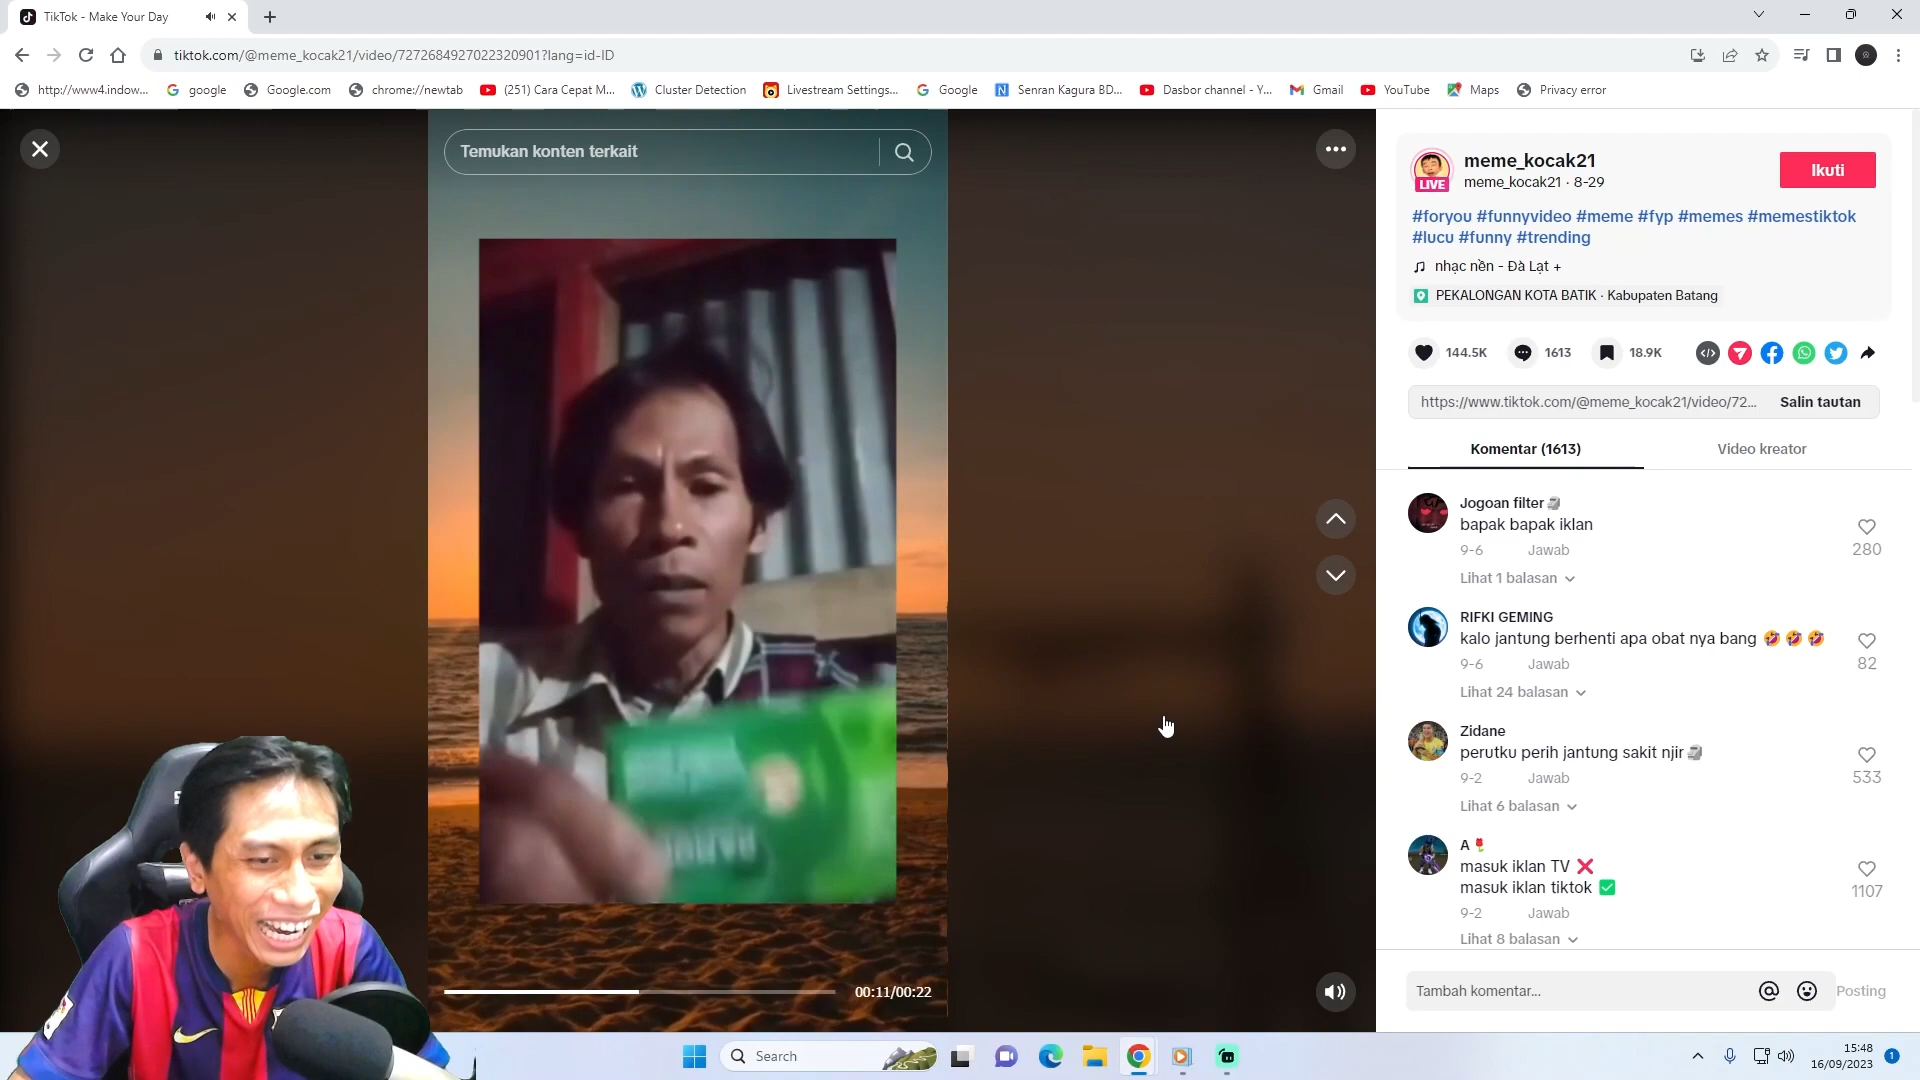 TikTok - Make Your Day
tiktok.com/@meme_kocak21/video/7272684927022320901?lang=id-ID
http://www4.indow...
google
Google.com
chrome://newtab
(251) Cara Cepat M...
Cluster Detection
Livestream Settings...
Google
Senran Kagura BD...
Dasbor channel - Y...
Gmail
YouTube
Maps
Privacy error
Temukan konten terkait
meme_kocak21
meme_kocak21 · 8-29
LIVE
Ikuti
#foryou #funnyvideo #meme #fyp #memes #memestiktok
#lucu #funny #trending
nhạc nền - Đà Lạt +
PEKALONGAN KOTA BATIK · Kabupaten Batang
144.5K
1613
18.9K
https://www.tiktok.com/@meme_kocak21/video/72...
Salin tautan
Komentar (1613)
Video kreator
Jogoan filter🗿
bapak bapak iklan
9-6
Jawab
280
Lihat 1 balasan
RIFKI GEMING
kalo jantung berhenti apa obat nya bang 🤣 🤣 🤣
9-6
Jawab
82
Lihat 24 balasan
Zidane
perutku perih jantung sakit njir🗿
9-2
Jawab
533
Lihat 6 balasan
A🌷
masuk iklan TV ❌
masuk iklan tiktok ✅
9-2
Jawab
1107
Lihat 8 balasan
00:11/00:22
Tambah komentar...
Posting
Search
15:48
16/09/2023
1